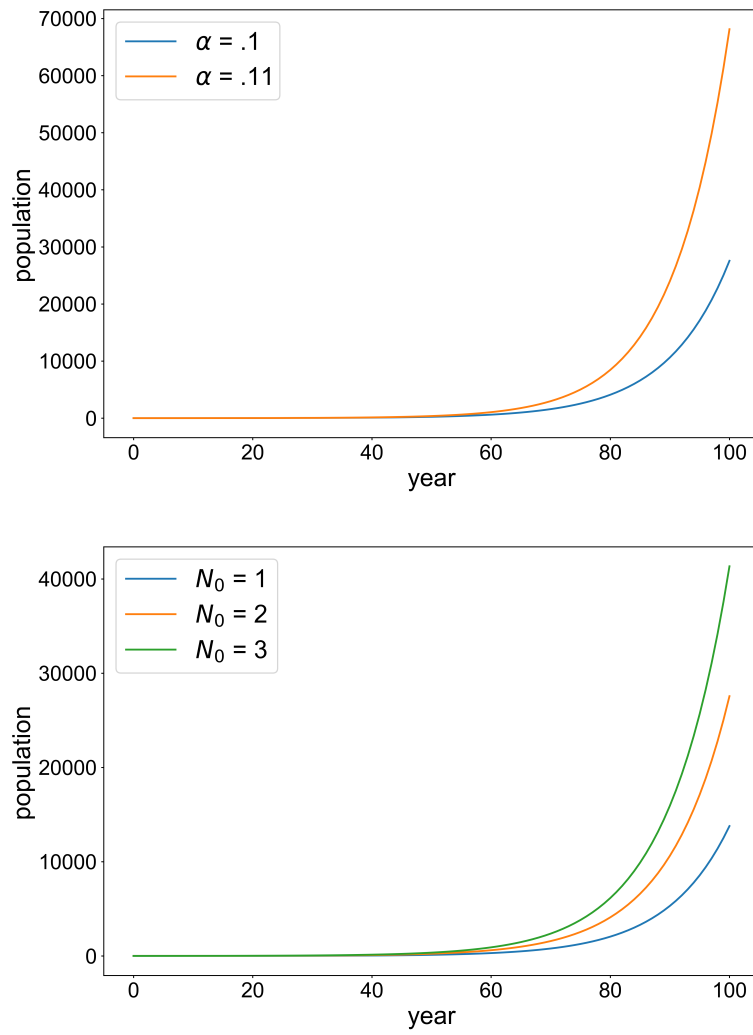 70000
60000
50000
40000
30000
20000
10000
0
population
α = .1
α = .11
0 20 40 60 80 100
year
40000
30000
20000
10000
0
population
N₀ = 1
N₀ = 2
N₀ = 3
0 20 40 60 80 100
year